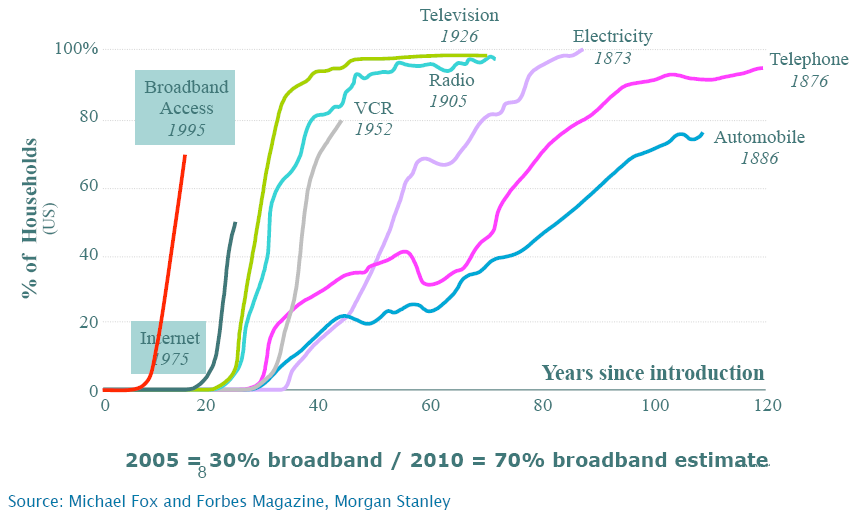 Television
1926
Electricity
1873
Telephone
1876
100%
Broadband
Access
1995
Radio
1905
VCR
1952
80
Automobile
1886
% of Households
(US)
60
40
20
Internet
1975
Years since introduction
0
0
20
40
60
80
100
120
2005 = 30% broadband / 2010 = 70% broadband estimate
8
Source: Michael Fox and Forbes Magazine, Morgan Stanley